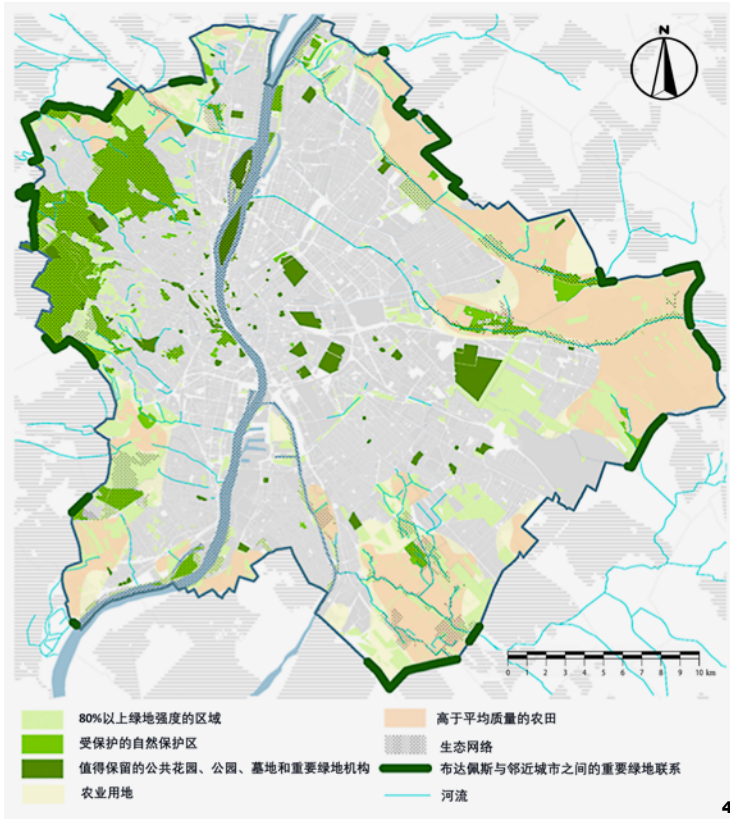 N
0 1 2 3 4 5 6 7 8 9 10 km
80%以上绿地强度的区域
受保护的自然保护区
值得保留的公共花园、公园、墓地和重要绿地机构
农业用地
高于平均质量的农田
生态网络
布达佩斯与邻近城市之间的重要绿地联系
河流
4